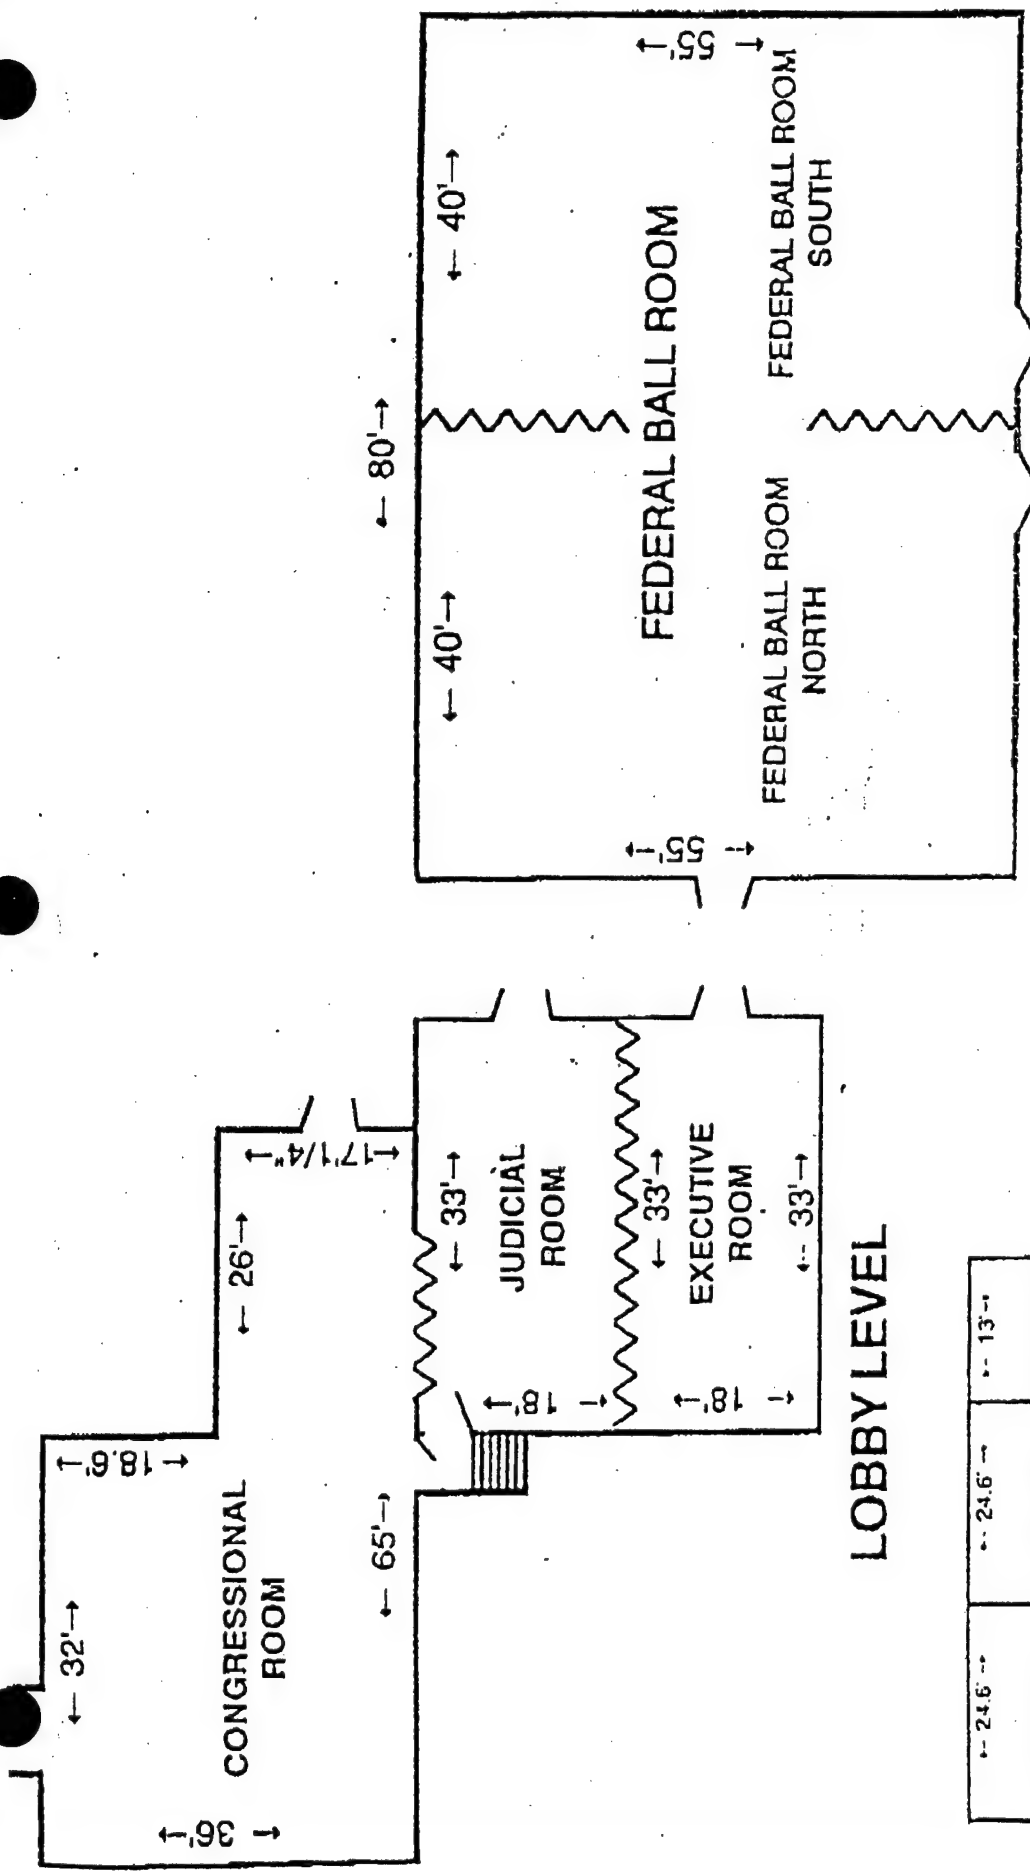 ← 32' →
← 36' →
← 18.6' →
CONGRESSIONAL
ROOM
← 26' →
← 17'1/4" →
← 65' →
← 33' →
JUDICIAL
ROOM
← 18' →
← 33' →
EXECUTIVE
ROOM
← 18' →
← 33' →
LOBBY LEVEL
← 80' →
← 40' →
← 40' →
FEDERAL BALL ROOM
← 55' →
← 55' →
FEDERAL BALL ROOM
NORTH
FEDERAL BALL ROOM
SOUTH
← 24.6' →
← 24.6' →
← 13' →